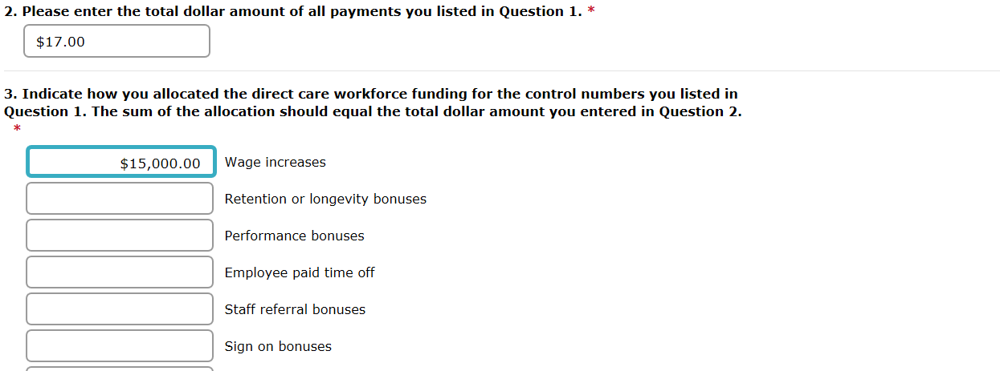 2. Please enter the total dollar amount of all payments you listed in Question 1. *
$17.00
3. Indicate how you allocated the direct care workforce funding for the control numbers you listed in
Question 1. The sum of the allocation should equal the total dollar amount you entered in Question 2.
*
$15,000.00 Wage increases
Retention or longevity bonuses
Performance bonuses
Employee paid time off
Staff referral bonuses
Sign on bonuses